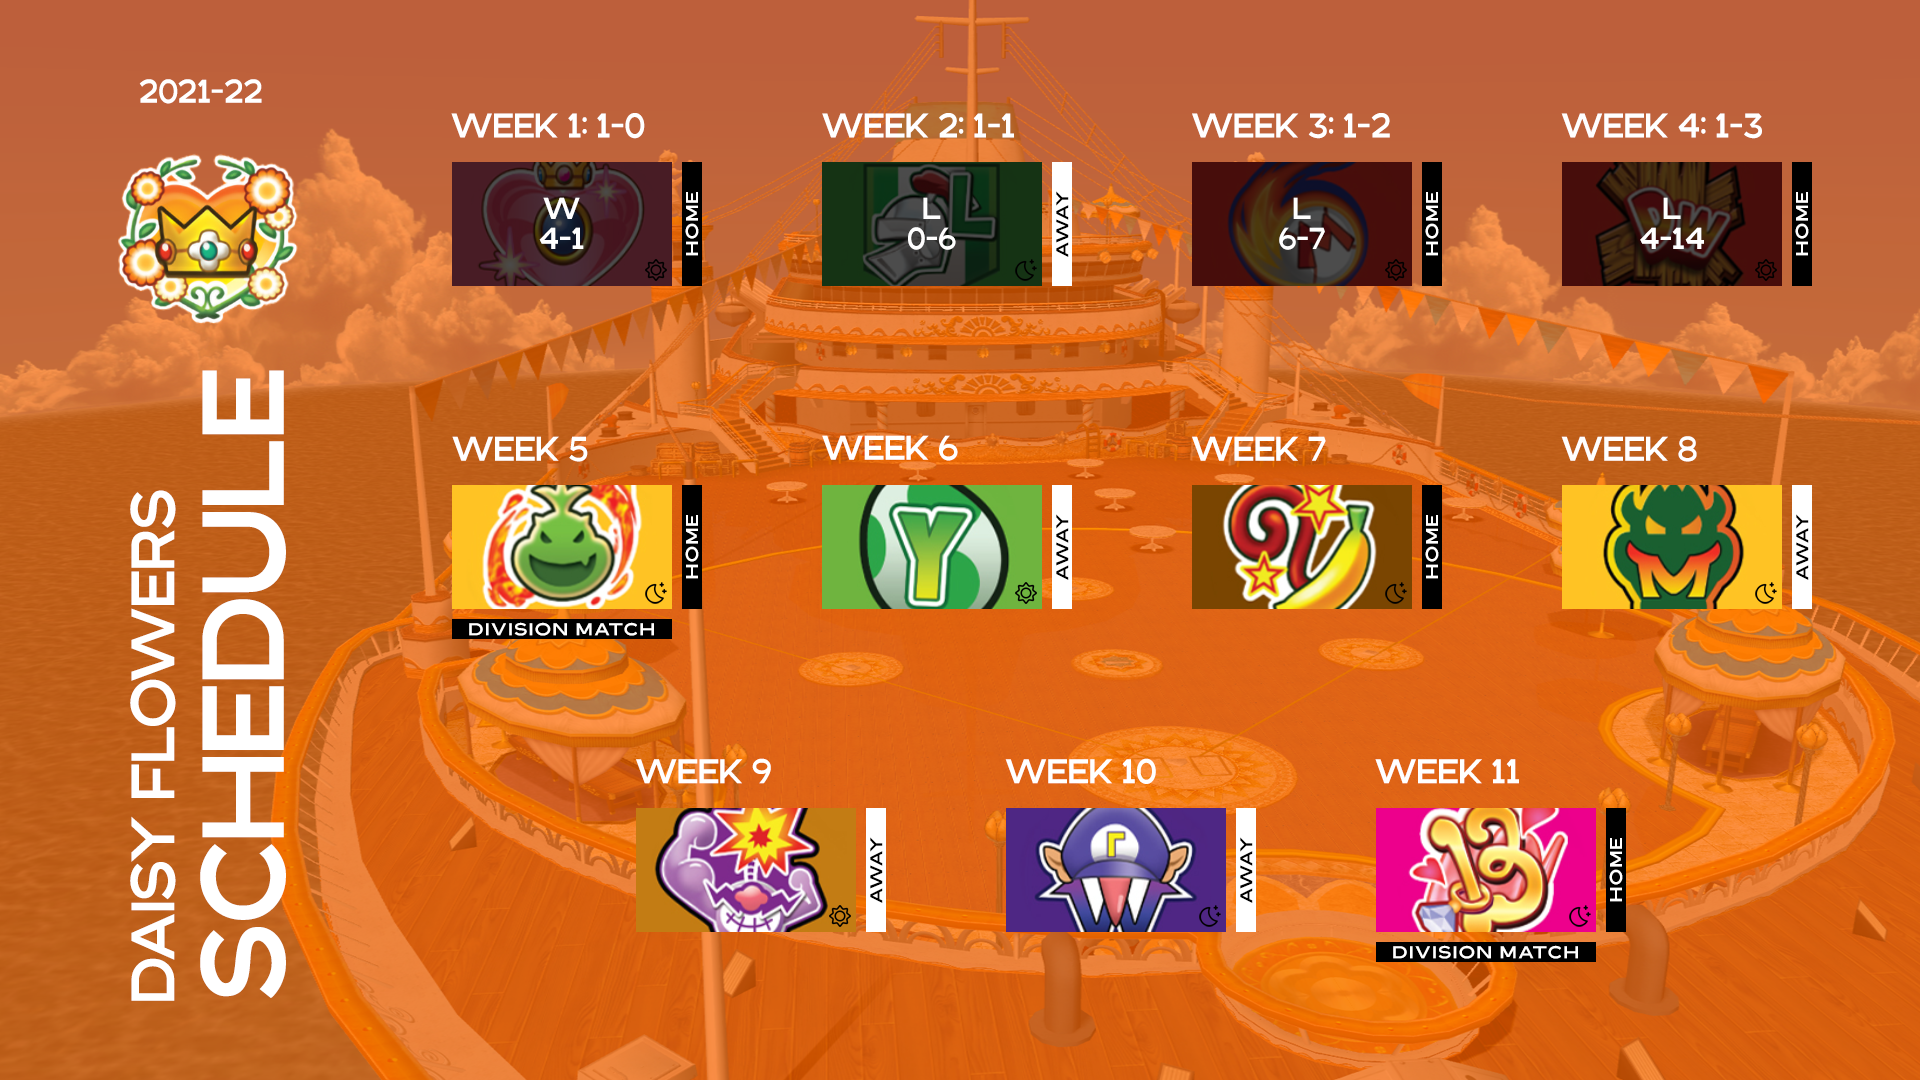 2021-22
DAISY FLOWERS
SCHEDULE
WEEK 1: 1-0
W
4-1
HOME
WEEK 2: 1-1
L
L
0-6
AWAY
WEEK 3: 1-2
L
6-7
HOME
WEEK 4: 1-3
L
4-14
DW
HOME
WEEK 5
HOME
DIVISION MATCH
WEEK 6
Y
AWAY
WEEK 7
HOME
WEEK 8
M
AWAY
WEEK 9
AWAY
WEEK 10
W
AWAY
WEEK 11
B
HOME
DIVISION MATCH